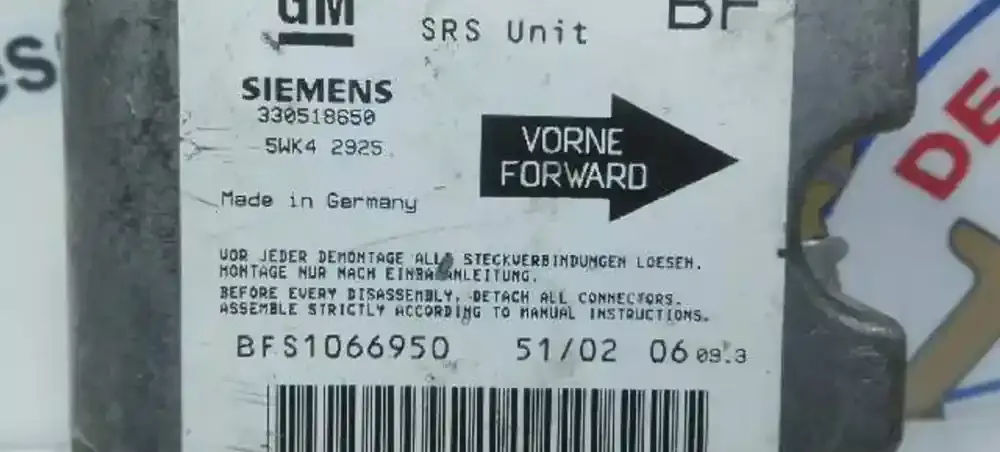 GM
SRS Unit
BF
SIEMENS
330518650
5WK4 2925
VORNE
FORWARD
Made in Germany
VOR JEDER DEMONTAGE ALLE STECKVERBINDUNGEN LOESEN.
MONTAGE NUR NACH EINBAUANLEITUNG.
BEFORE EVERY DISASSEMBLY, DETACH ALL CONNECTORS.
ASSEMBLE STRICTLY ACCORDING TO MANUAL INSTRUCTIONS.
BFS1066950 51/02 06 09.3
es
DE